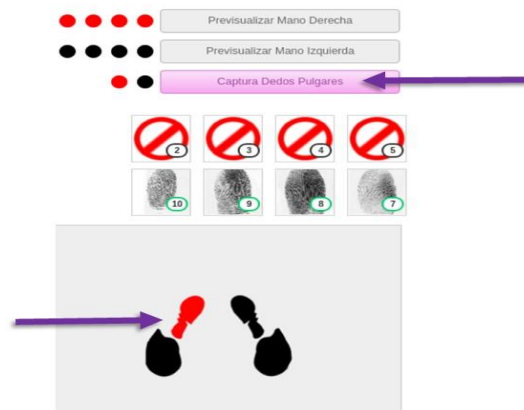 Previsualizar Mano Derecha
Previsualizar Mano Izquierda
Captura Dedos Pulgares
2 3 4 5
10 9 8 7